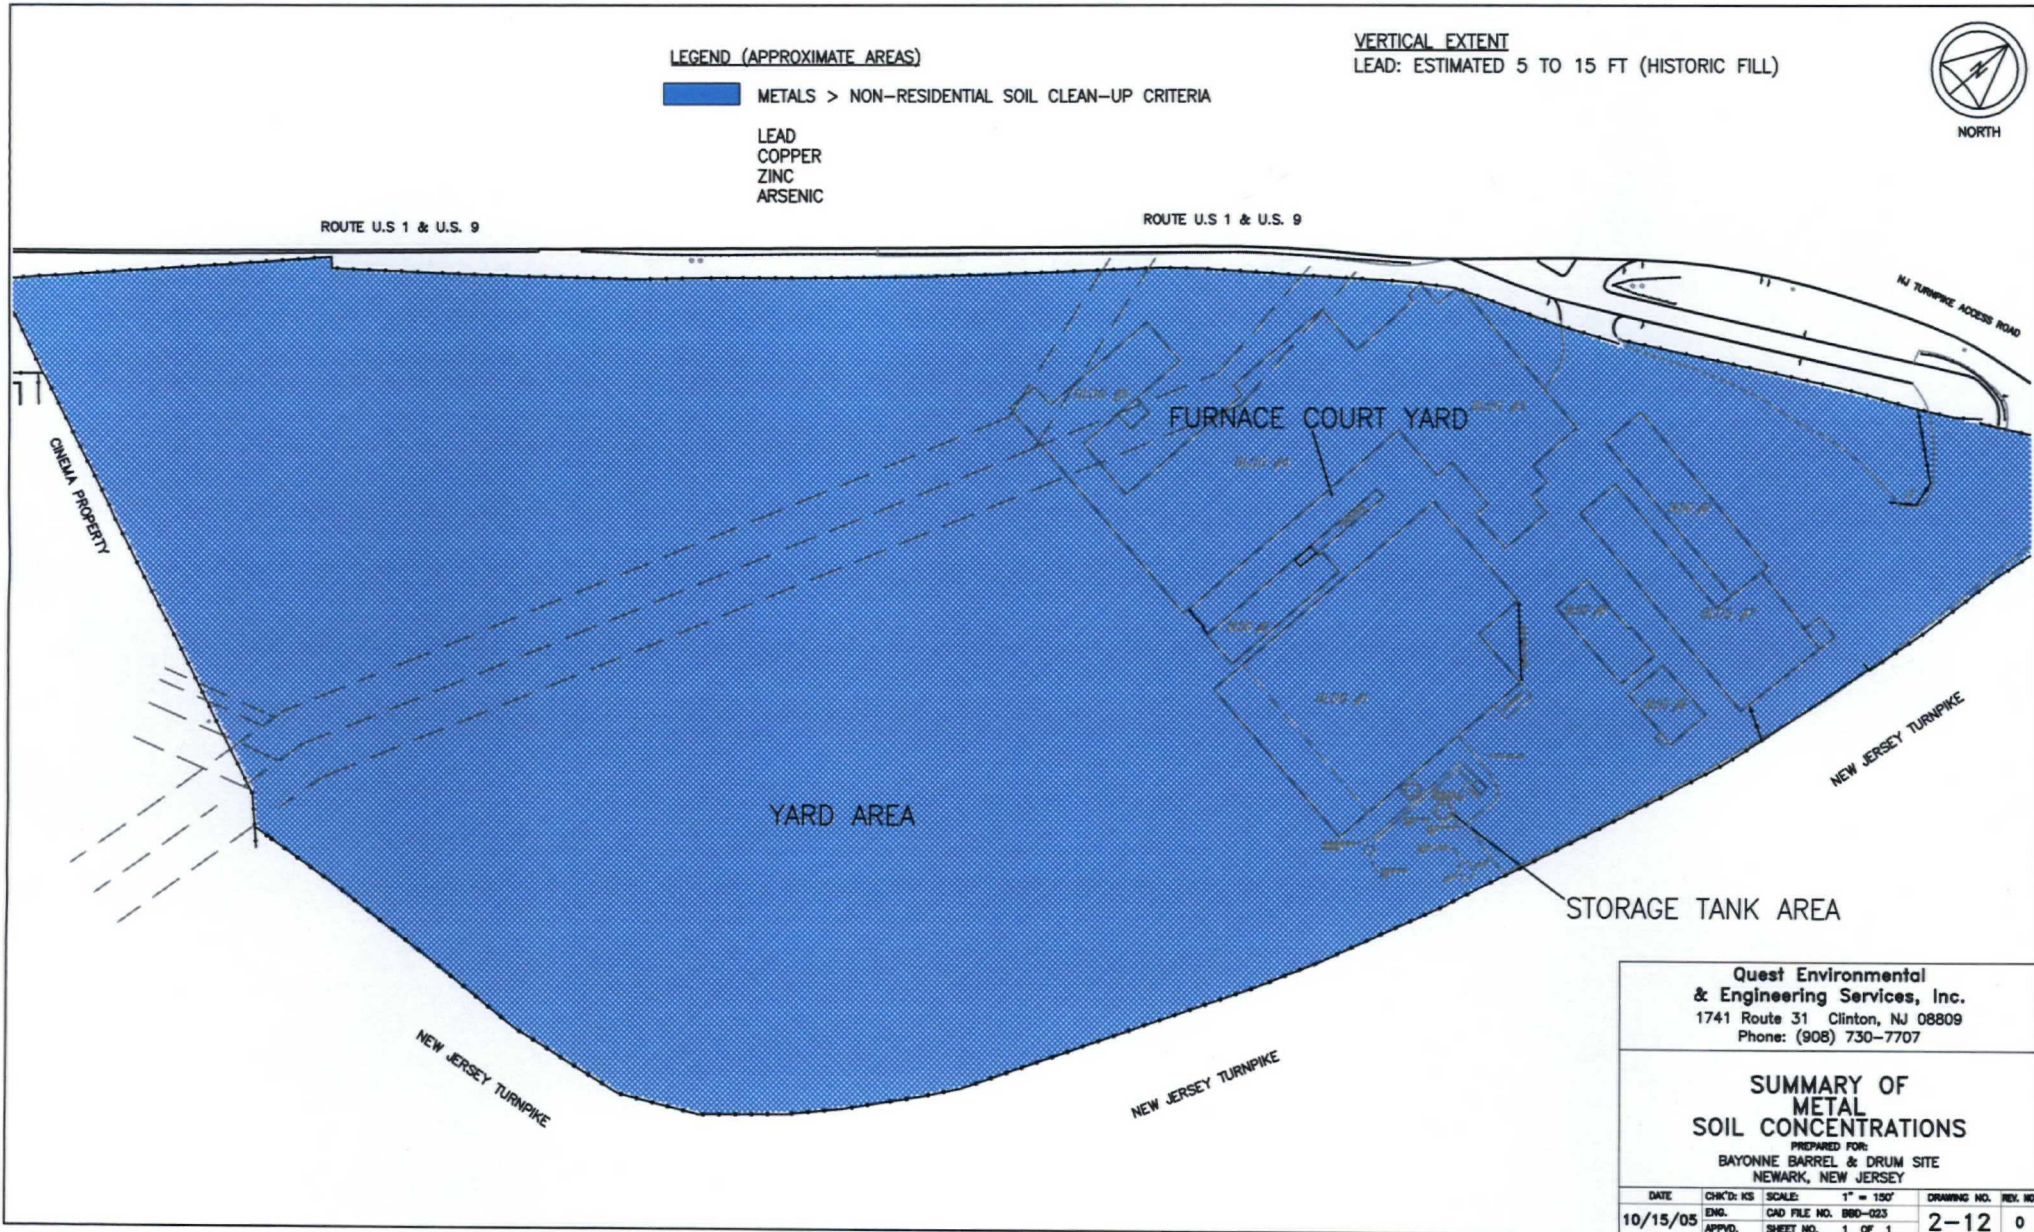 LEGEND (APPROXIMATE AREAS)
METALS > NON-RESIDENTIAL SOIL CLEAN-UP CRITERIA
LEAD
COPPER
ZINC
ARSENIC
VERTICAL EXTENT
LEAD: ESTIMATED 5 TO 15 FT (HISTORIC FILL)
N
NORTH
ROUTE U.S 1 & U.S. 9
ROUTE U.S 1 & U.S. 9
NJ TURNPIKE ACCESS ROAD
CINEMA PROPERTY
FURNACE COURT YARD
YARD AREA
STORAGE TANK AREA
NEW JERSEY TURNPIKE
NEW JERSEY TURNPIKE
NEW JERSEY TURNPIKE
Quest Environmental
& Engineering Services, Inc.
1741 Route 31 Clinton, NJ 08809
Phone: (908) 730-7707
SUMMARY OF
METAL
SOIL CONCENTRATIONS
PREPARED FOR:
BAYONNE BARREL & DRUM SITE
NEWARK, NEW JERSEY
DATE
10/15/05
CHK'D: KS
ENG.
APPVD.
SCALE: 1" = 150'
CAD FILE NO. BBD-023
SHEET NO. 1 OF 1
DRAWING NO.
2-12
REV. NO
0